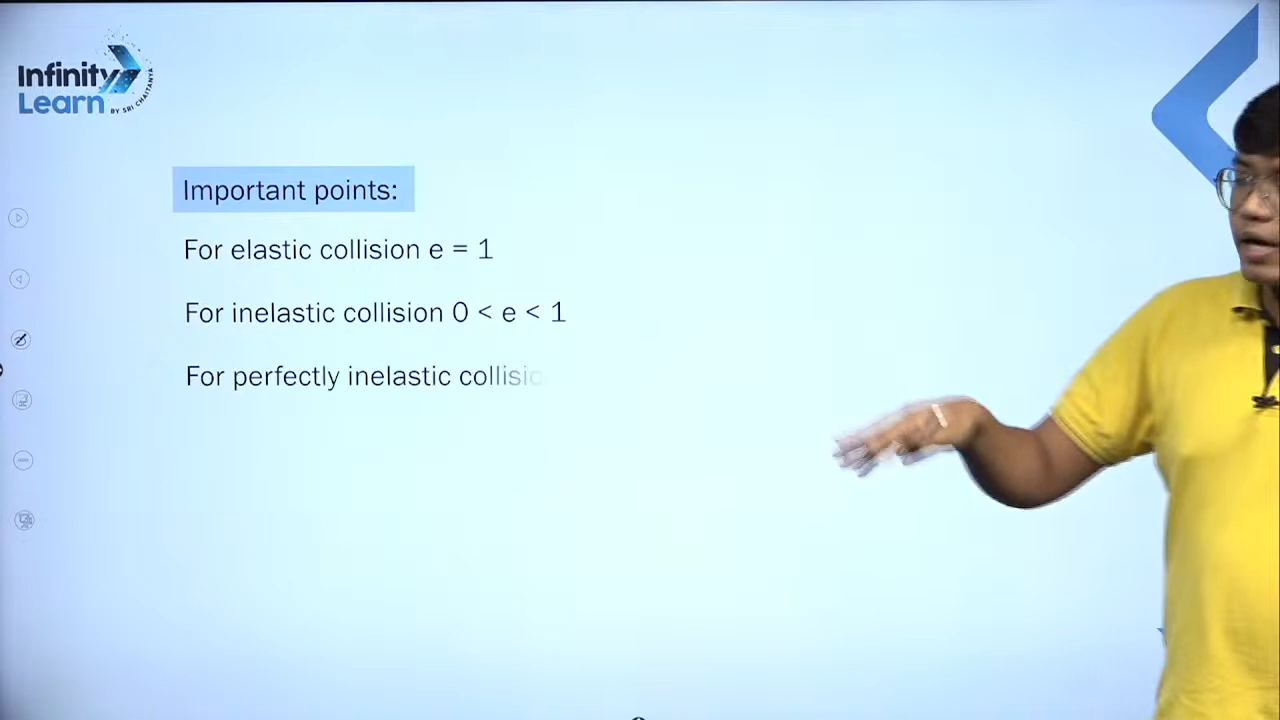 Infinity
Learn
BY SRI CHAITANYA
Important points:
For elastic collision e = 1
For inelastic collision 0 < e < 1
For perfectly inelastic collisio